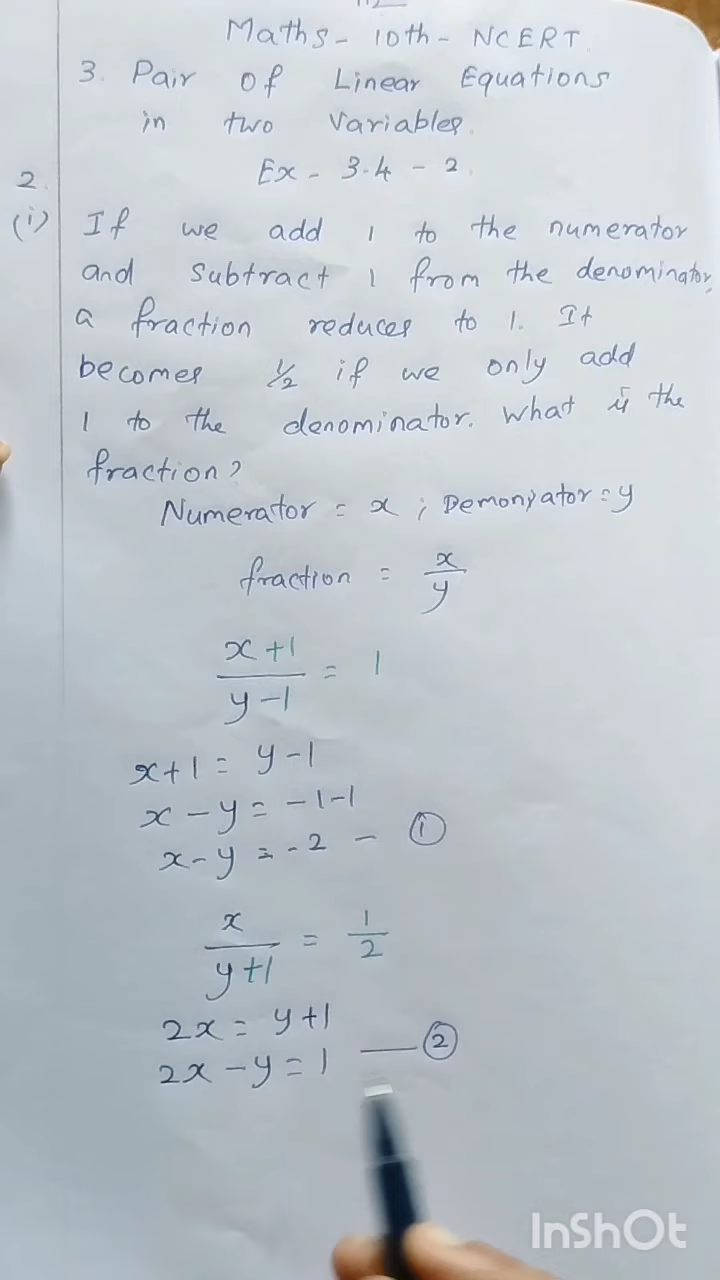 Maths - 10th - NCERT
3. Pair of Linear Equations
in two Variables.
Ex - 3.4 - 2.
2.
(i) If we add 1 to the numerator
and Subtract 1 from the denominator,
a fraction reduces to 1. It
becomes 1/2 if we only add
1 to the denominator. What is the
fraction?
Numerator = x ; Demoniator = y
fraction = x/y
x+1/y-1 = 1
x+1 = y-1
x-y = -1-1
x-y = -2 - ①
x/y+1 = 1/2
2x = y+1
2x-y = 1 — ②
InShOt